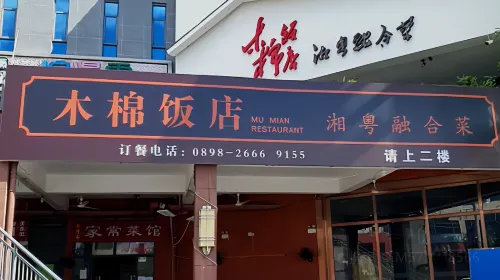 木棉饭店 湘粤融合菜
木棉饭店
MU MIAN
RESTAURANT
湘粤融合菜
订餐电话：0898-2666 9155
请上二楼
家常菜馆